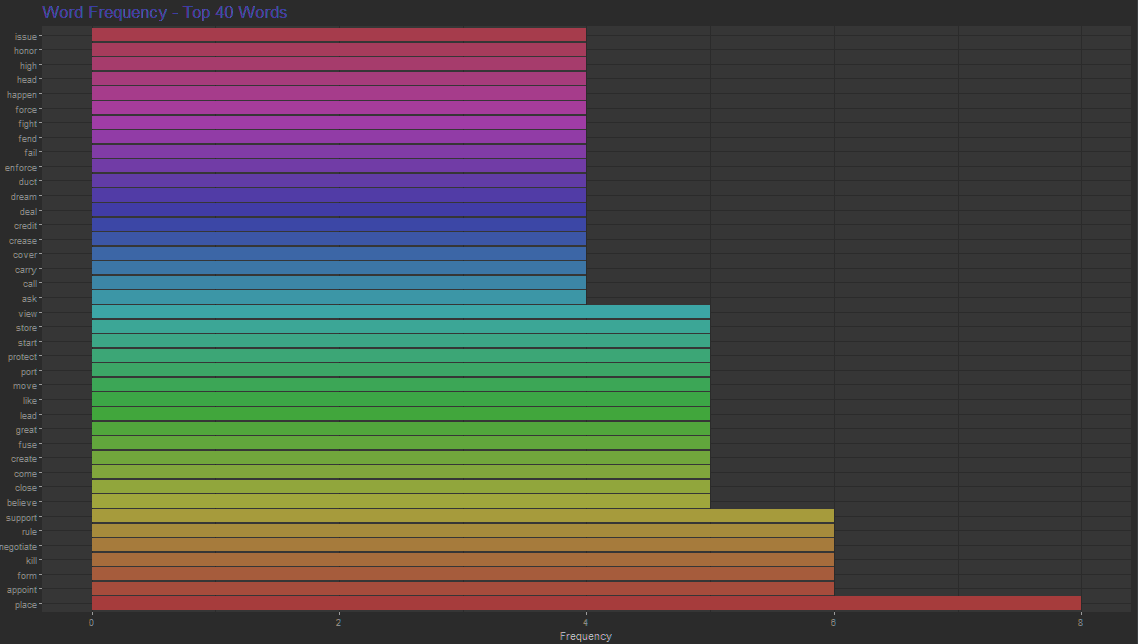 Word Frequency - Top 40 Words
issue
honor
high
head
happen
force
fight
fend
fail
enforce
duct
dream
deal
credit
crease
cover
carry
call
ask
view
store
start
protect
port
move
like
lead
great
fuse
create
come
close
believe
support
rule
negotiate
kill
form
appoint
place
0 2 4 6 8
Frequency